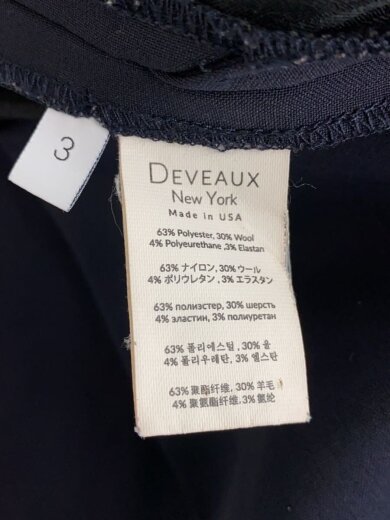 3
DEVEAUX
New York
Made in USA
63% Polyester, 30% Wool
4% Polyeurethane ,3% Elastan
63% ナイロン, 30% ウール
4% ポリウレタン, 3% エラスタン
63% полиэстер, 30% шерсть
4% эластин, 3% полиуретан
63% 폴리에스털, 30% 울
4% 폴리우레탄, 3% 엘스탄
63% 聚酯纤维, 30% 羊毛
4% 聚氨酯纤维, 3% 氨纶